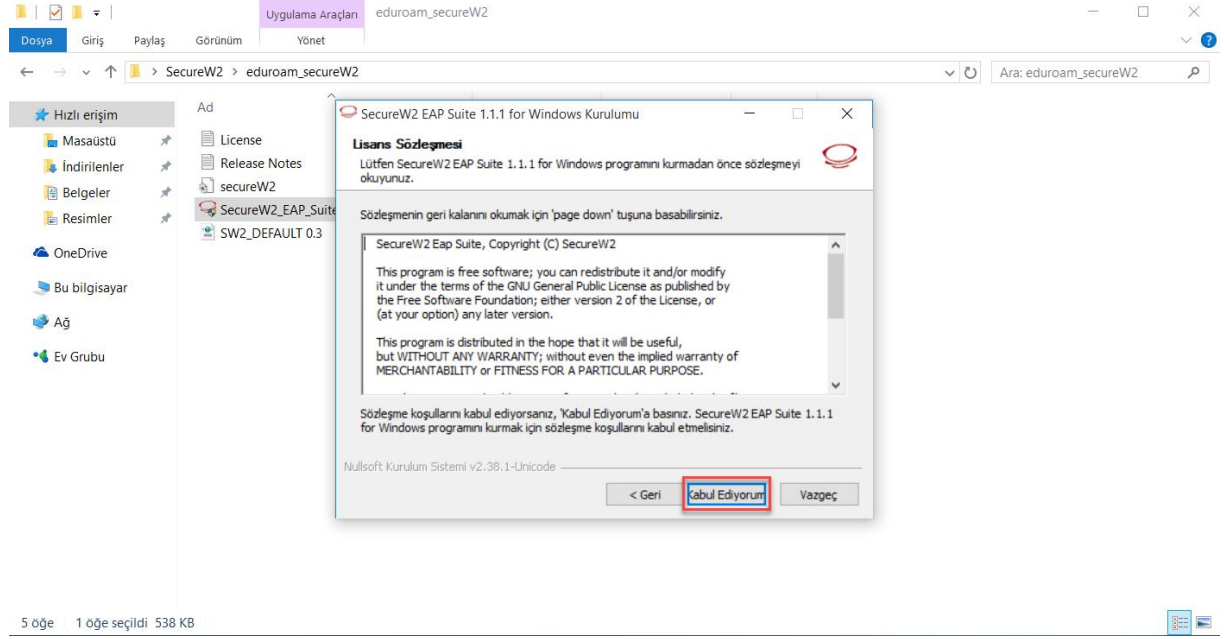 Uygulama Araçları
eduroam_secureW2
Dosya
Giriş
Paylaş
Görünüm
Yönet
?
SecureW2 > eduroam_secureW2
Ara: eduroam_secureW2
Hızlı erişim
Masaüstü
İndirilenler
Belgeler
Resimler
OneDrive
Bu bilgisayar
Ağ
Ev Grubu
Ad
License
Release Notes
secureW2
SecureW2_EAP_Suite
SW2_DEFAULT 0.3
SecureW2 EAP Suite 1.1.1 for Windows Kurulumu
Lisans Sözleşmesi
Lütfen SecureW2 EAP Suite 1.1.1 for Windows programını kurmadan önce sözleşmeyi
okuyunuz.
Sözleşmenin geri kalanını okumak için 'page down' tuşuna basabilirsiniz.
SecureW2 Eap Suite, Copyright (C) SecureW2
This program is free software; you can redistribute it and/or modify
it under the terms of the GNU General Public License as published by
the Free Software Foundation; either version 2 of the License, or
(at your option) any later version.
This program is distributed in the hope that it will be useful,
but WITHOUT ANY WARRANTY; without even the implied warranty of
MERCHANTABILITY or FITNESS FOR A PARTICULAR PURPOSE.
Sözleşme koşullarını kabul ediyorsanız, 'Kabul Ediyorum'a basınız. SecureW2 EAP Suite 1.1.1
for Windows programını kurmak için sözleşme koşullarını kabul etmelisiniz.
Nullsoft Kurulum Sistemi v2.38.1-Unicode
< Geri
Kabul Ediyorum
Vazgeç
5 öğe
1 öğe seçildi 538 KB